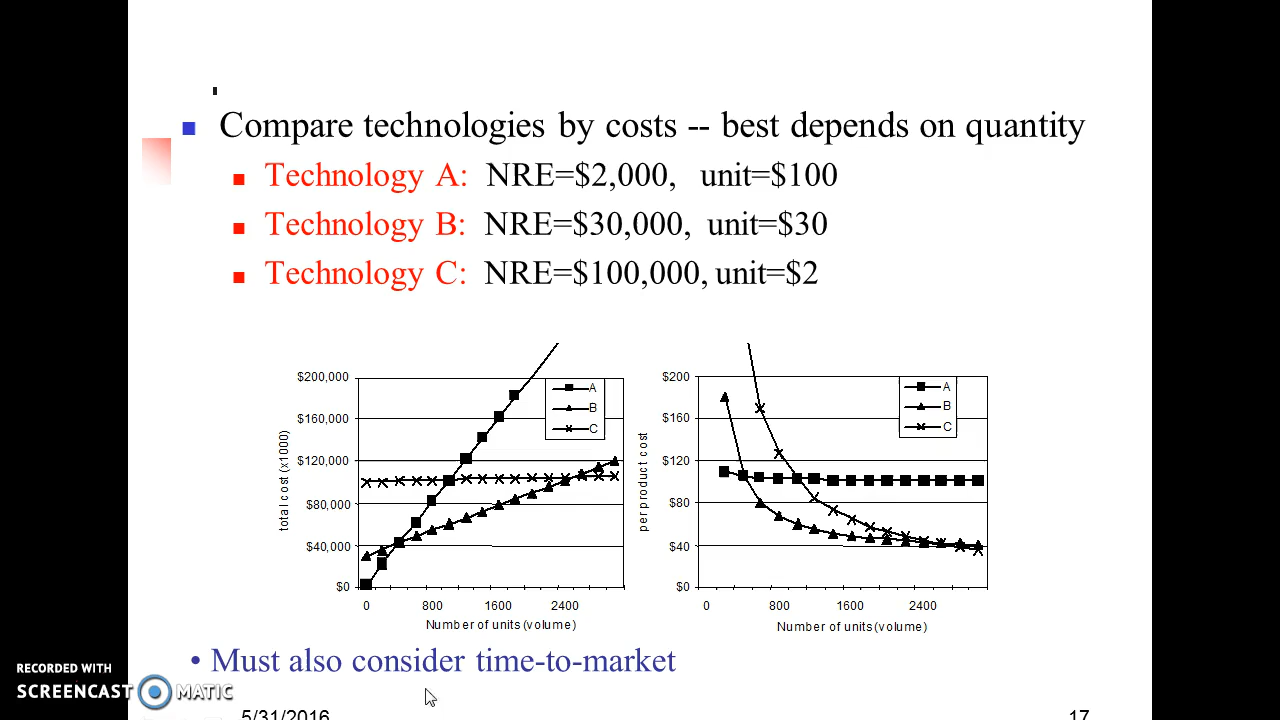 Compare technologies by costs -- best depends on quantity
Technology A: NRE=$2,000, unit=$100
Technology B: NRE=$30,000, unit=$30
Technology C: NRE=$100,000, unit=$2
$200,000
$160,000
$120,000
$80,000
$40,000
$0
total cost (x1000)
A
B
C
0
800
1600
2400
Number of units (volume)
$200
$160
$120
$80
$40
$0
per product cost
A
B
C
0
800
1600
2400
Number of units (volume)
• Must also consider time-to-market
RECORDED WITH
SCREENCAST MATIC
5/31/2016
17